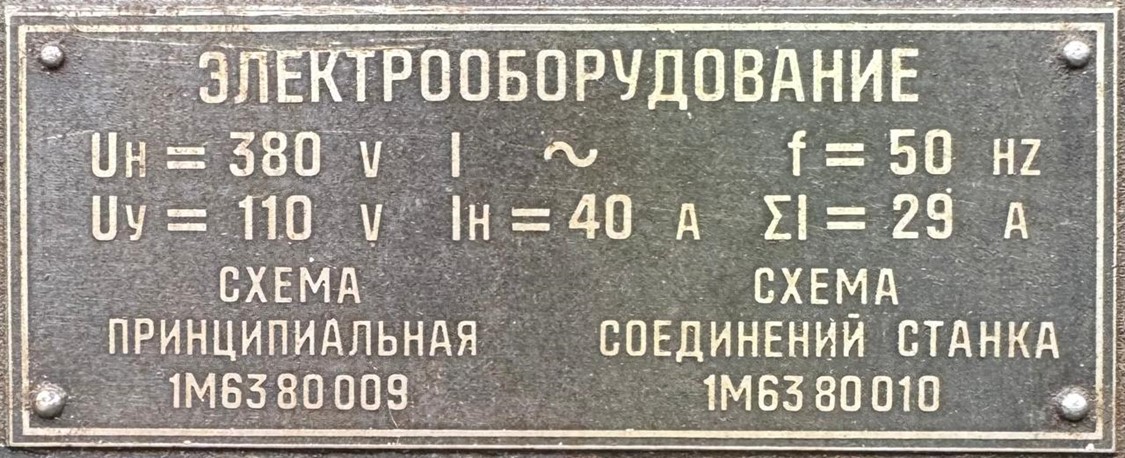 ЭЛЕКТРООБОРУДОВАНИЕ
Uн = 380 V I ~ f = 50 HZ
Uу = 110 V Iн = 40 A ΣI = 29 A
СХЕМА
ПРИНЦИПИАЛЬНАЯ
1М63 80 009
СХЕМА
СОЕДИНЕНИЙ СТАНКА
1М63 80 010